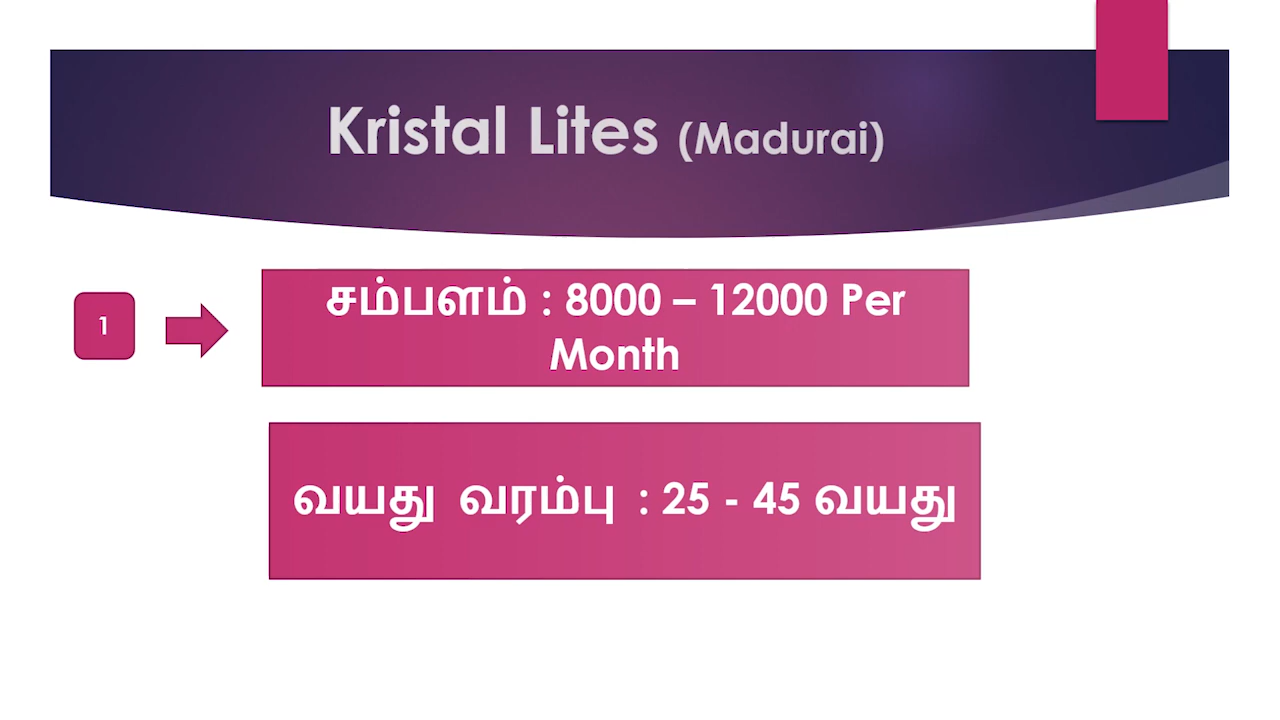 Kristal Lites (Madurai)
1
சம்பளம் : 8000 – 12000 Per
Month
வயது வரம்பு : 25 - 45 வயது